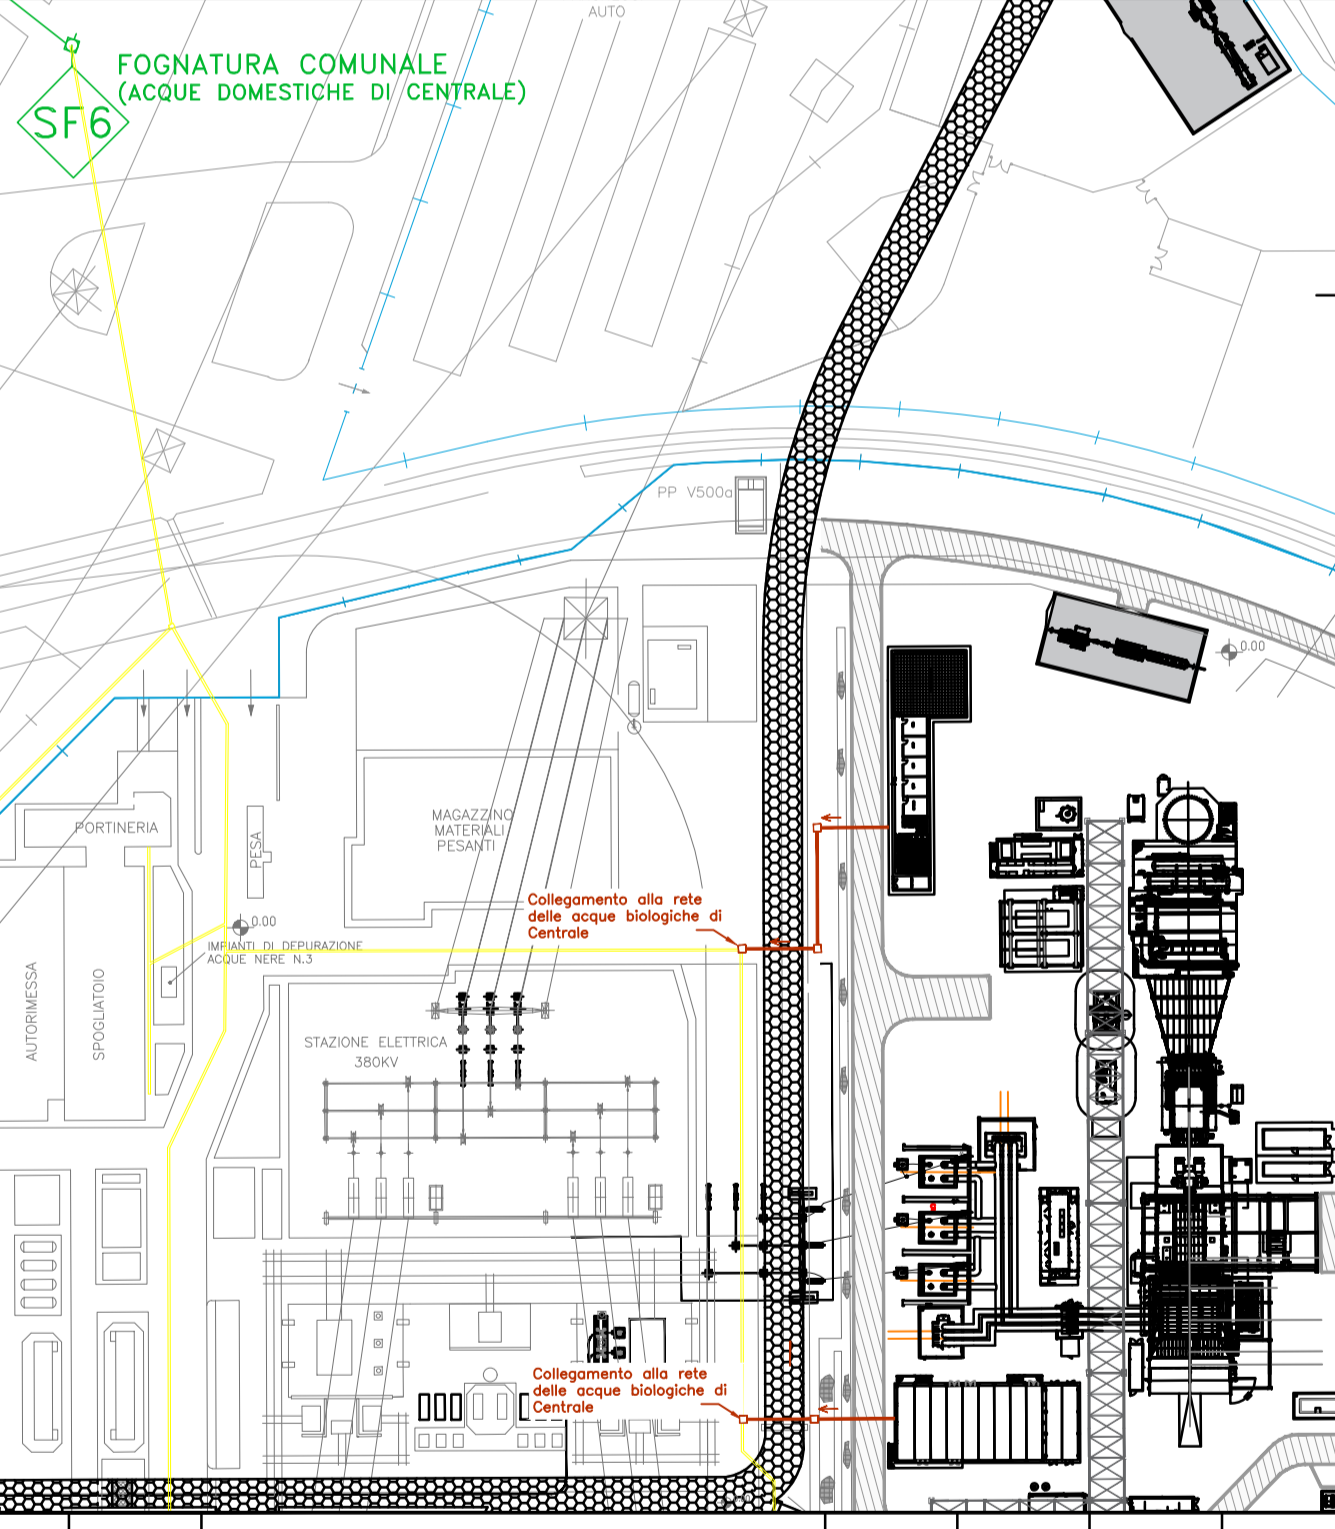 AUTO
FOGNATURA COMUNALE
(ACQUE DOMESTICHE DI CENTRALE)
SF6
PP V500a
0.00
MAGAZZINO
MATERIALI
PESANTI
PORTINERIA
PESA
Collegamento alla rete
delle acque biologiche di
Centrale
0.00
IMPIANTI DI DEPURAZIONE
ACQUE NERE N.3
AUTORIMESSA
SPOGLIATOIO
STAZIONE ELETTRICA
380KV
Collegamento alla rete
delle acque biologiche di
Centrale